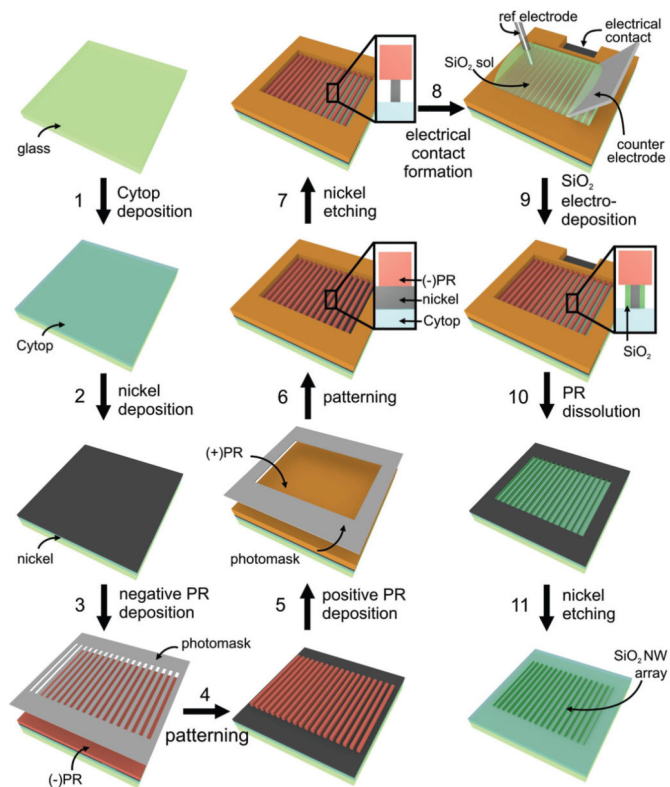 glass
1
Cytop
deposition
Cytop
2
nickel
deposition
nickel
3
negative PR
deposition
photomask
(-)PR
4
patterning
5
positive PR
deposition
(+)PR
photomask
6
patterning
(-)PR
nickel
Cytop
7
nickel
etching
8
electrical
contact
formation
ref electrode
electrical
contact
SiO₂ sol
counter
electrode
9
SiO₂
electro-
deposition
SiO₂
10
PR
dissolution
11
nickel
etching
SiO₂ NW
array